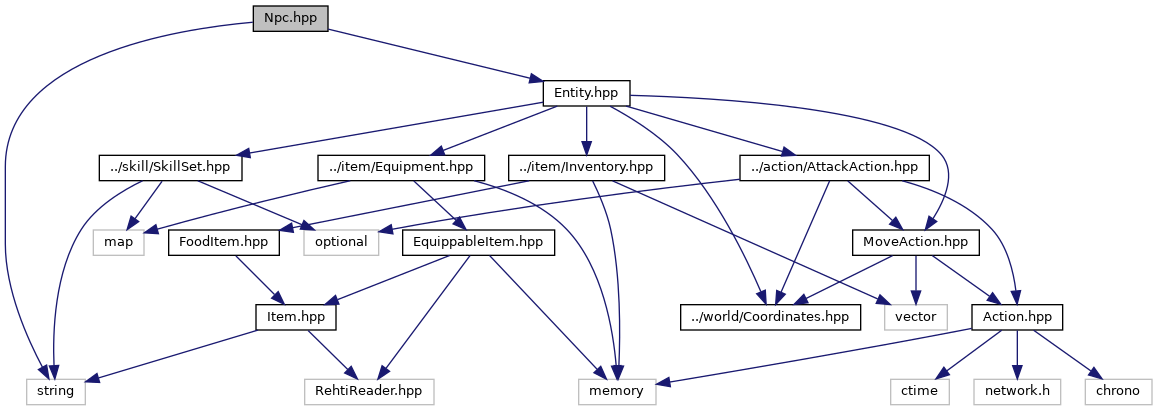 Npc.hpp
Entity.hpp
../skill/SkillSet.hpp
../item/Equipment.hpp
../item/Inventory.hpp
../action/AttackAction.hpp
map
FoodItem.hpp
optional
EquippableItem.hpp
MoveAction.hpp
Item.hpp
../world/Coordinates.hpp
vector
Action.hpp
string
RehtiReader.hpp
memory
ctime
network.h
chrono